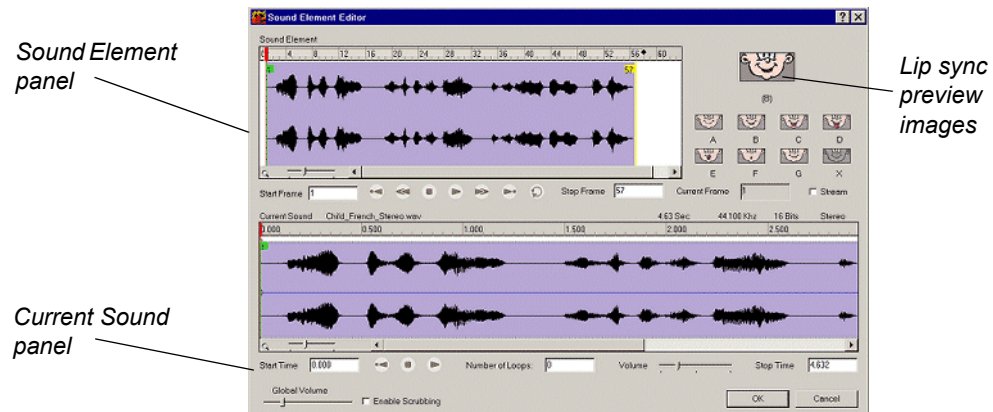 Sound Element Editor
Sound Element
panel
Sound Element
0 4 8 12 16 20 24 28 32 36 40 44 48 52 56 60
1 57
(B)
A B C D
E F G X
Lip sync
preview
images
Start Frame 1 Stop Frame 57 Current Frame 1 Stream
Current Sound Child_French_Stereo.wav 4.63 Sec 44.100 Khz 16 Bits Stereo
0.000 0.500 1.000 1.500 2.000 2.500
1
Current Sound
panel
Start Time 0.000 Number of Loops: 0 Volume Stop Time 4.632
Global Volume
Enable Scrubbing OK Cancel